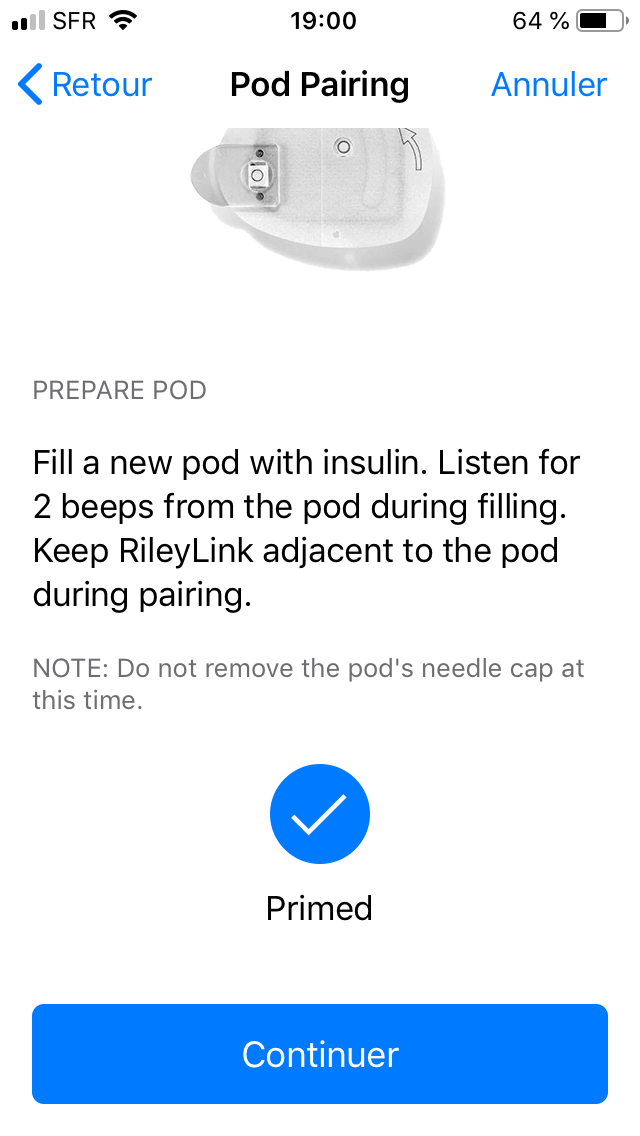 SFR 19:00 64 %
Retour Pod Pairing Annuler
PREPARE POD
Fill a new pod with insulin. Listen for
2 beeps from the pod during filling.
Keep RileyLink adjacent to the pod
during pairing.
NOTE: Do not remove the pod's needle cap at
this time.
Primed
Continuer